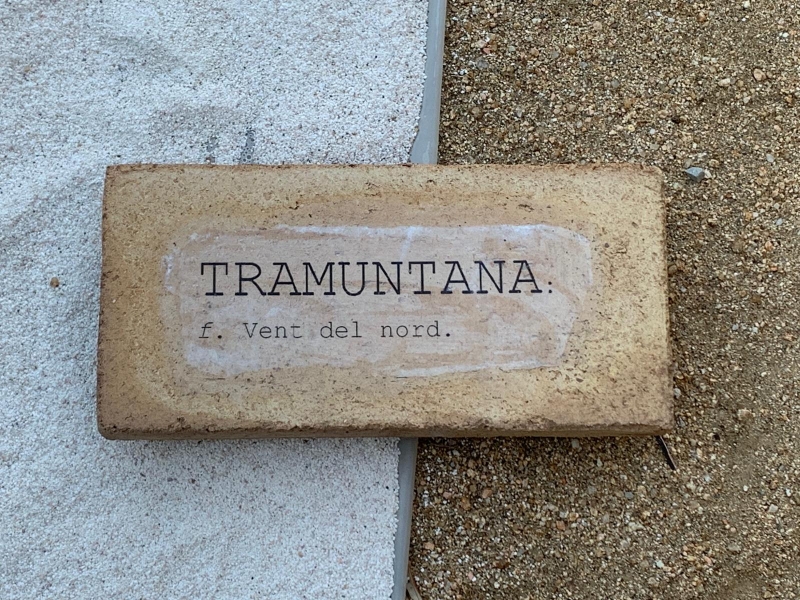 TRAMUNTANA:
f. Vent del nord.